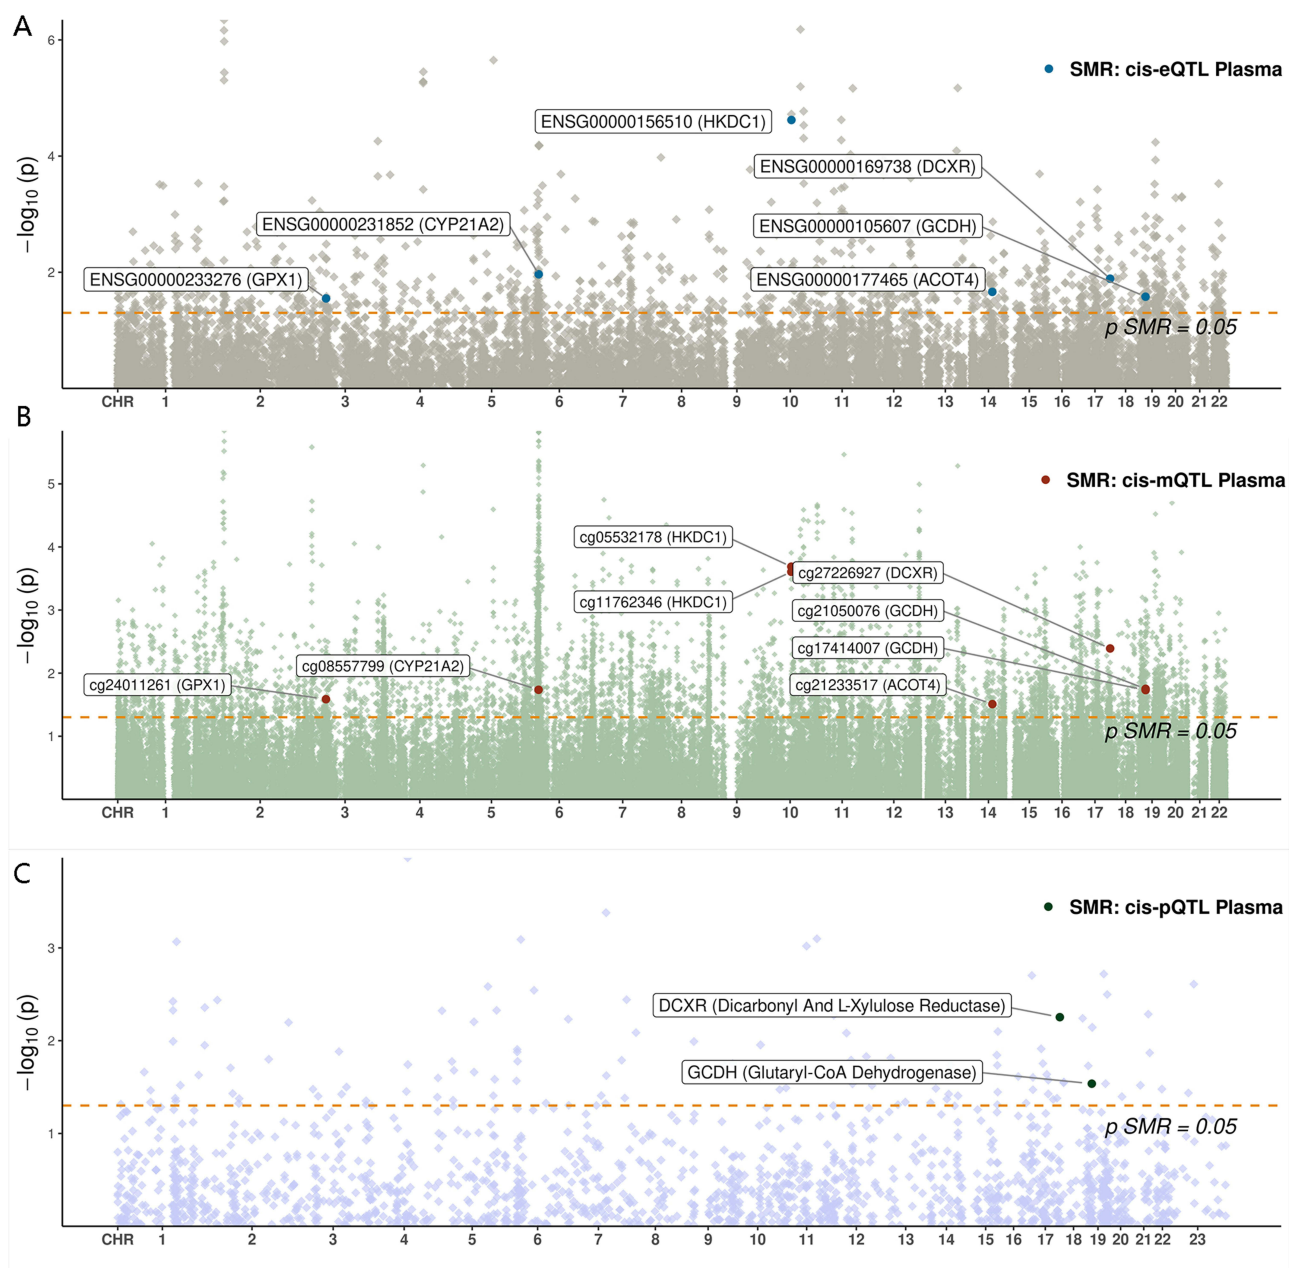 A
SMR: cis-eQTL Plasma
ENSG00000156510 (HKDC1)
ENSG00000169738 (DCXR)
ENSG00000231852 (CYP21A2)
ENSG00000105607 (GCDH)
ENSG00000233276 (GPX1)
ENSG00000177465 (ACOT4)
p SMR = 0.05
−log10 (p)
6
4
2
CHR 1 2 3 4 5 6 7 8 9 10 11 12 13 14 15 16 17 18 19 20 21 22
B
SMR: cis-mQTL Plasma
cg05532178 (HKDC1)
cg27226927 (DCXR)
cg11762346 (HKDC1)
cg21050076 (GCDH)
cg17414007 (GCDH)
cg08557799 (CYP21A2)
cg24011261 (GPX1)
cg21233517 (ACOT4)
p SMR = 0.05
−log10 (p)
5
4
3
2
1
CHR 1 2 3 4 5 6 7 8 9 10 11 12 13 14 15 16 17 18 19 20 21 22
C
SMR: cis-pQTL Plasma
DCXR (Dicarbonyl And L-Xylulose Reductase)
GCDH (Glutaryl-CoA Dehydrogenase)
p SMR = 0.05
−log10 (p)
3
2
1
CHR 1 2 3 4 5 6 7 8 9 10 11 12 13 14 15 16 17 18 19 20 21 22 23